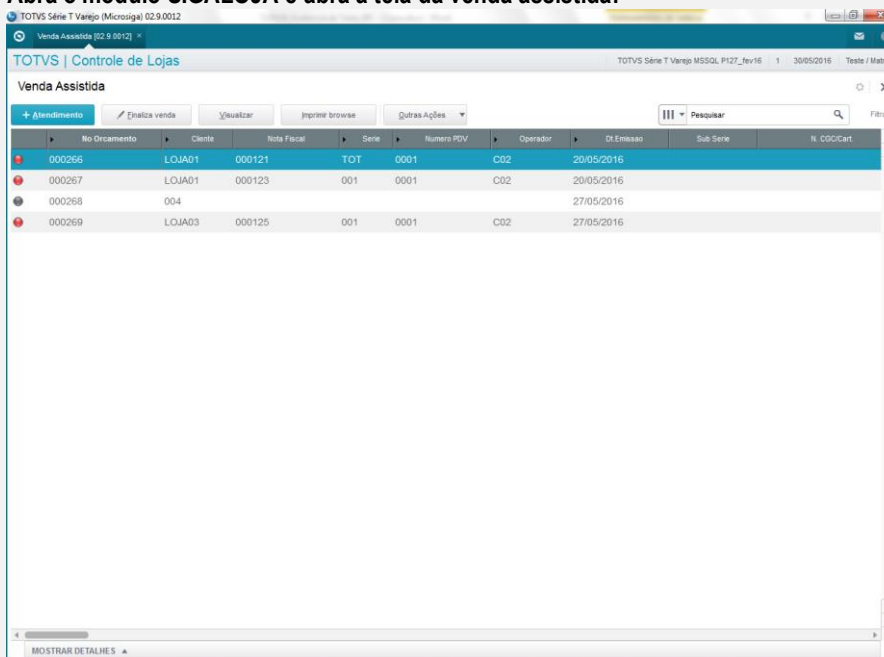 Abra o módulo SIGALOJA e abra a tela da venda assistida:
TOTVS Série T Varejo (Microsiga) 02.9.0012
Venda Assistida [02.9.0012] ×
TOTVS | Controle de Lojas
TOTVS Série T Varejo MSSQL P127_fev16 1 30/05/2016 Teste / Matr
Venda Assistida
+ Atendimento Finaliza venda Visualizar Imprimir browse Outras Ações Pesquisar Filtr
No Orcamento Cliente Nota Fiscal Serie Numero PDV Operador Dt.Emissao Sub Serie N. CGC/Cart.
000266 LOJA01 000121 TOT 0001 C02 20/05/2016
000267 LOJA01 000123 001 0001 C02 20/05/2016
000268 004 27/05/2016
000269 LOJA03 000125 001 0001 C02 27/05/2016
MOSTRAR DETALHES